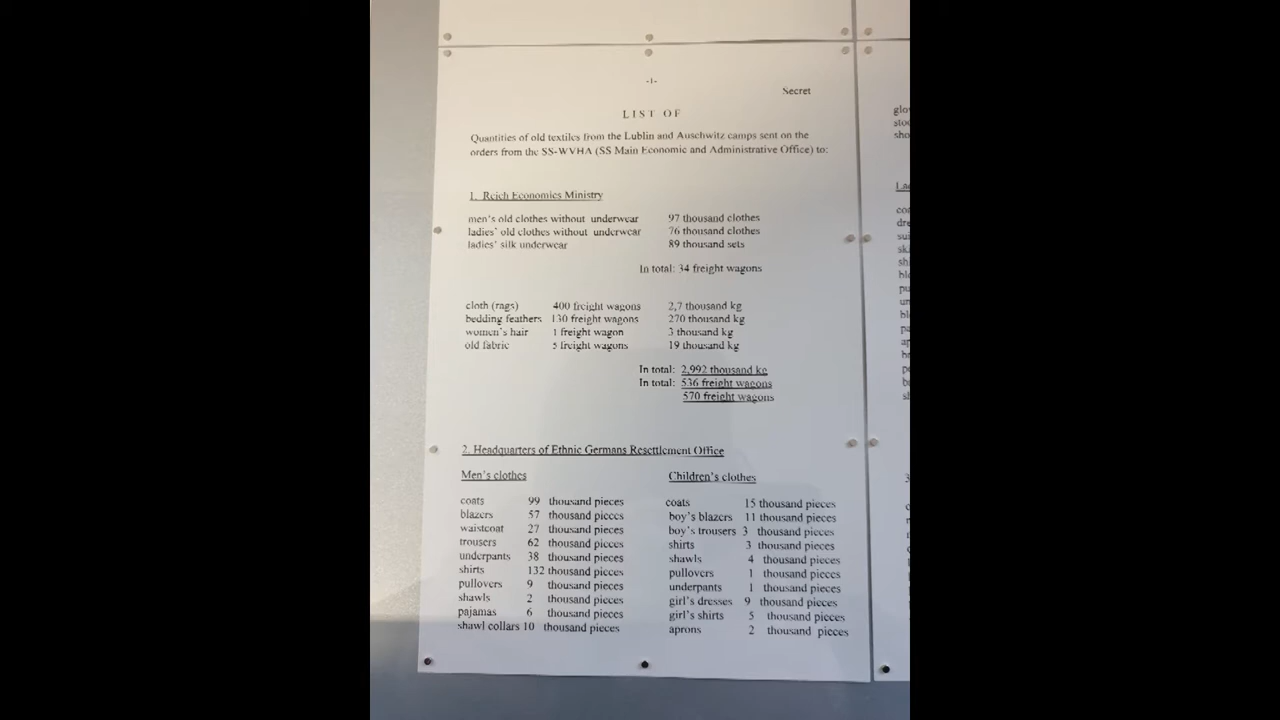 -1-
Secret
LIST OF
Quantities of old textiles from the Lublin and Auschwitz camps sent on the
orders from the SS-WVHA (SS Main Economic and Administrative Office) to:
1. Reich Economics Ministry
men's old clothes without underwear 97 thousand clothes
ladies' old clothes without underwear 76 thousand clothes
ladies' silk underwear 89 thousand sets
In total: 34 freight wagons
cloth (rags) 400 freight wagons 2,7 thousand kg
bedding feathers 130 freight wagons 270 thousand kg
women's hair 1 freight wagon 3 thousand kg
old fabric 5 freight wagons 19 thousand kg
In total: 2,992 thousand kg
In total: 536 freight wagons
570 freight wagons
2. Headquarters of Ethnic Germans Resettlement Office
Men's clothes Children's clothes
coats 99 thousand pieces coats 15 thousand pieces
blazers 57 thousand pieces boy's blazers 11 thousand pieces
waistcoat 27 thousand pieces boy's trousers 3 thousand pieces
trousers 62 thousand pieces shirts 3 thousand pieces
underpants 38 thousand pieces shawls 4 thousand pieces
shirts 132 thousand pieces pullovers 1 thousand pieces
pullovers 9 thousand pieces underpants 1 thousand pieces
shawls 2 thousand pieces girl's dresses 9 thousand pieces
pajamas 6 thousand pieces girl's shirts 5 thousand pieces
shawl collars 10 thousand pieces aprons 2 thousand pieces